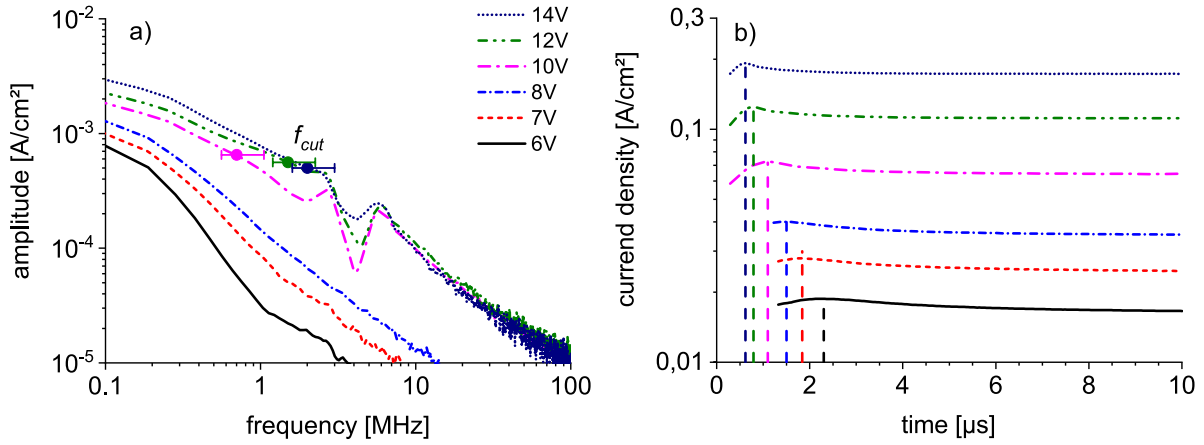 a)
amplitude [A/cm²]
10⁻²
10⁻³
10⁻⁴
10⁻⁵
0.1
1
10
100
frequency [MHz]
f_cut
14V
12V
10V
8V
7V
6V
b)
currend density [A/cm²]
0,3
0,1
0,01
0
2
4
6
8
10
time [µs]